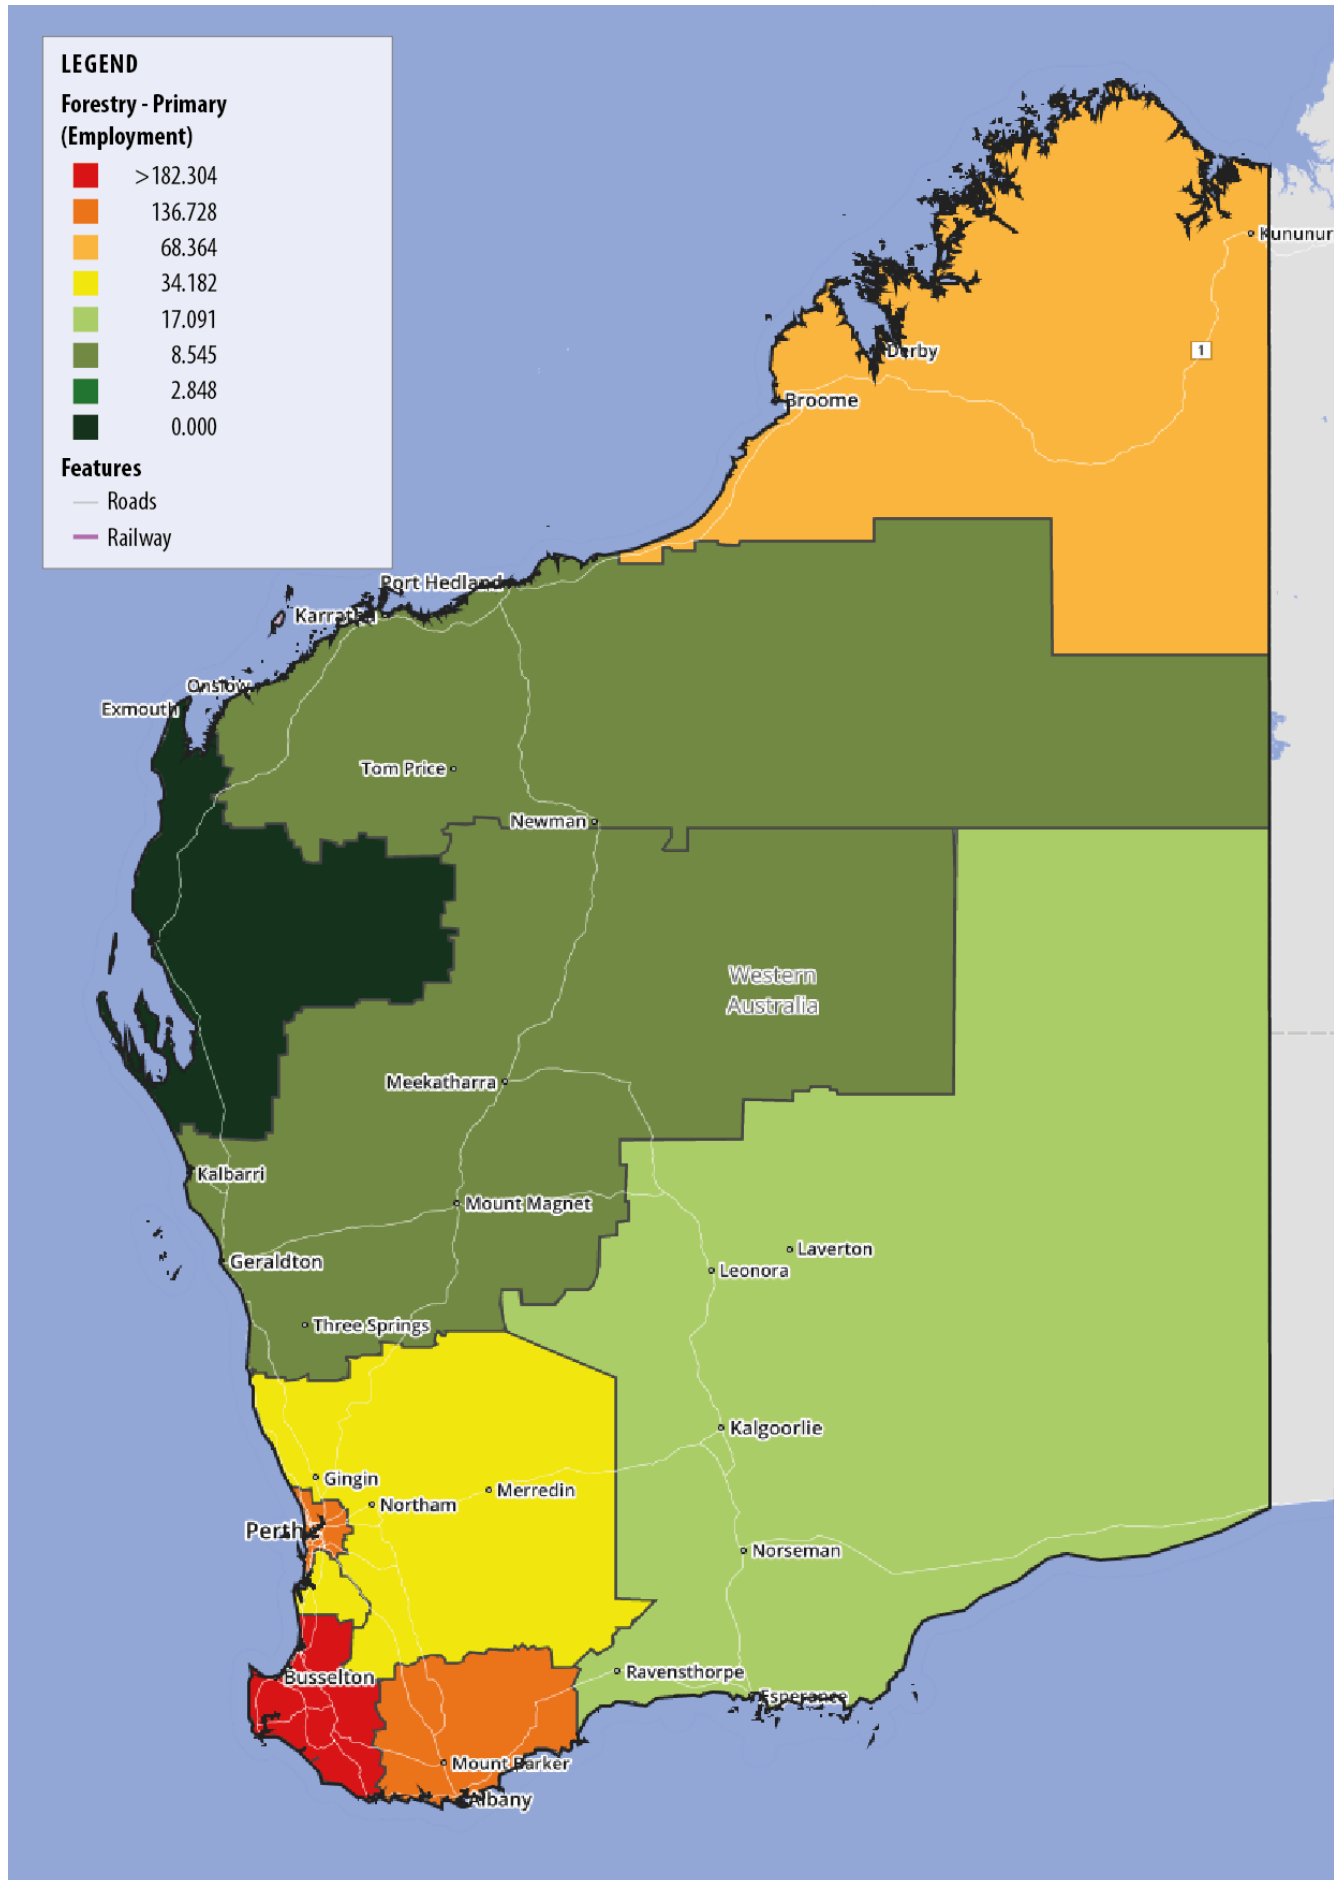 LEGEND
Forestry - Primary
(Employment)
>182.304
136.728
68.364
34.182
17.091
8.545
2.848
0.000
Features
Roads
Railway
Kununur
1
Derby
Broome
Port Hedland
Karratha
Onslow
Exmouth
Tom Price
Newman
Western
Australia
Meekatharra
Kalbarri
Mount Magnet
Laverton
Geraldton
Leonora
Three Springs
Kalgoorlie
Gingin
Merredin
Northam
Perth
Norseman
Ravensthorpe
Busselton
Esperance
Mount Barker
Albany